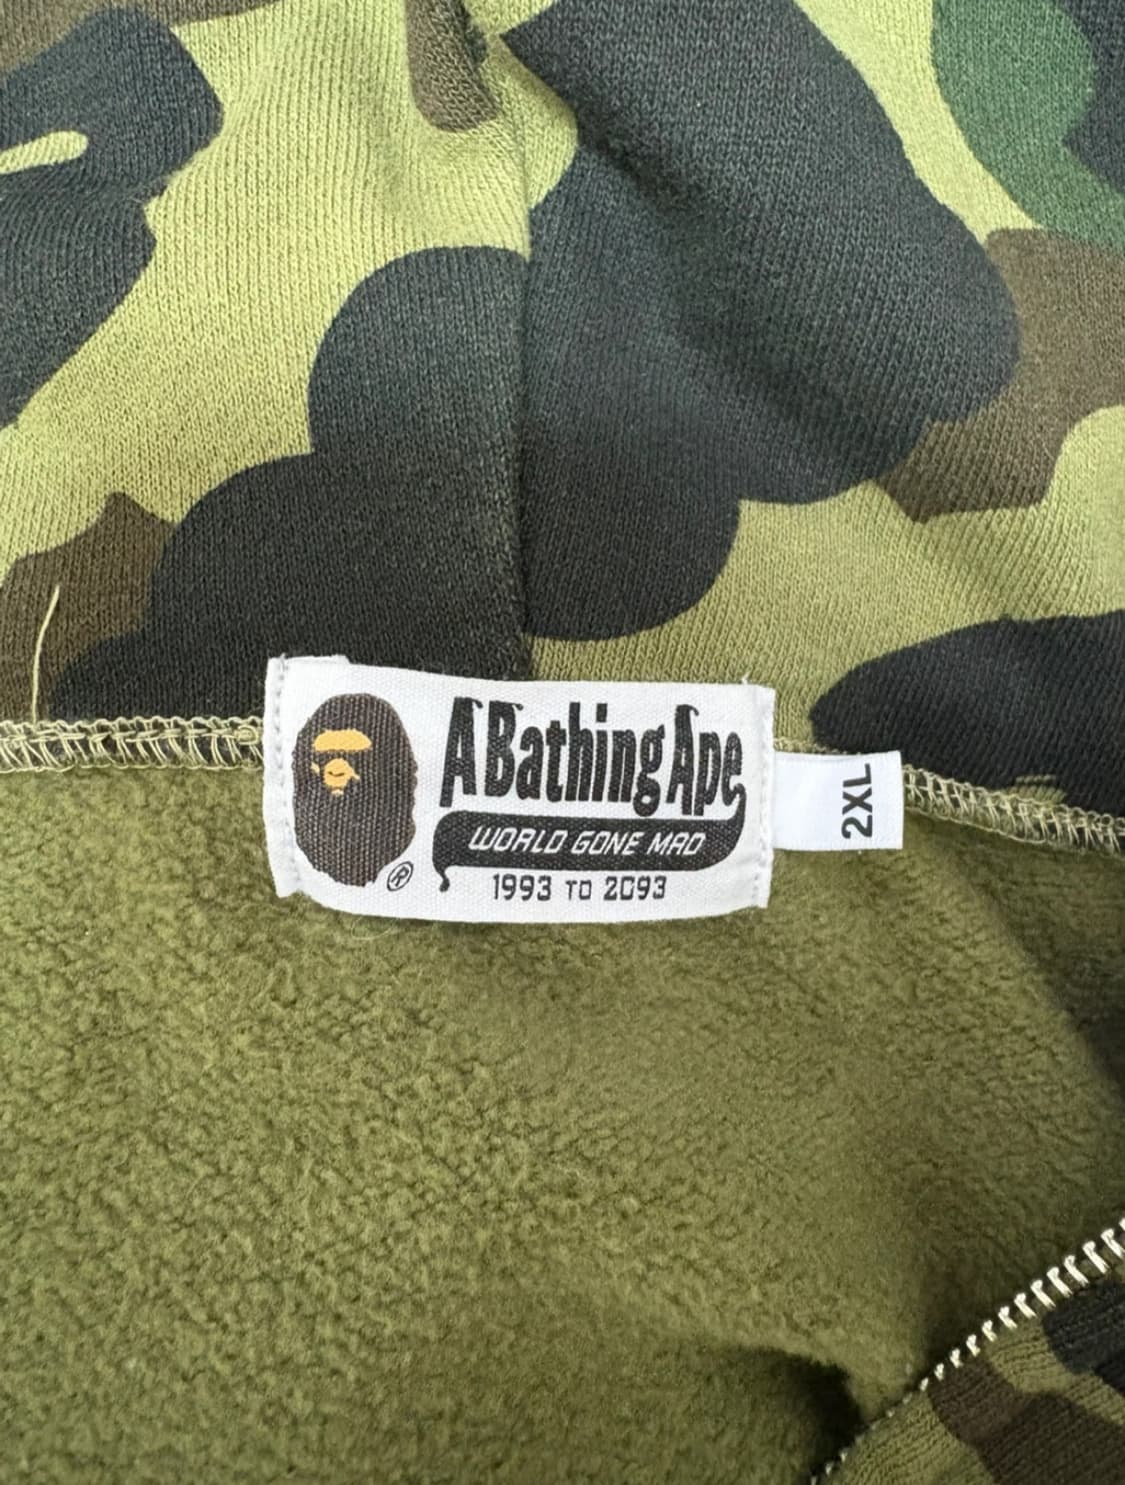 A Bathing Ape
WORLD GONE MAD
1993 TO 2093
®
2XL